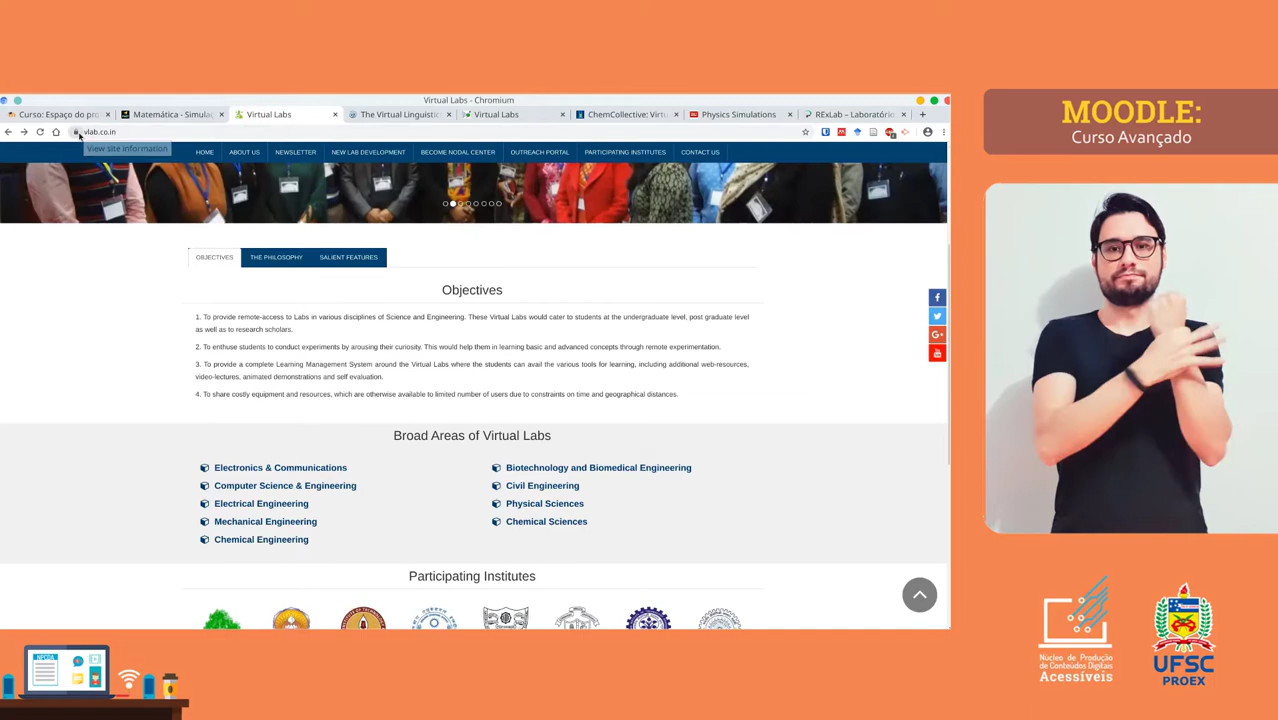 Virtual Labs - Chromium
Curso: Espaço do pro
Matemática - Simulaç
Virtual Labs
The Virtual Linguistic
Virtual Labs
ChemCollective: Virtu
Physics Simulations
RExLab – Laboratório
vlab.co.in
View site information
HOME
ABOUT US
NEWSLETTER
NEW LAB DEVELOPMENT
BECOME NODAL CENTER
OUTREACH PORTAL
PARTICIPATING INSTITUTES
CONTACT US
OBJECTIVES
THE PHILOSOPHY
SALIENT FEATURES
Objectives
1. To provide remote-access to Labs in various disciplines of Science and Engineering. These Virtual Labs would cater to students at the undergraduate level, post graduate level
as well as to research scholars.
2. To enthuse students to conduct experiments by arousing their curiosity. This would help them in learning basic and advanced concepts through remote experimentation.
3. To provide a complete Learning Management System around the Virtual Labs where the students can avail the various tools for learning, including additional web-resources,
video-lectures, animated demonstrations and self evaluation.
4. To share costly equipment and resources, which are otherwise available to limited number of users due to constraints on time and geographical distances.
Broad Areas of Virtual Labs
Electronics & Communications
Computer Science & Engineering
Electrical Engineering
Mechanical Engineering
Chemical Engineering
Biotechnology and Biomedical Engineering
Civil Engineering
Physical Sciences
Chemical Sciences
Participating Institutes
MOODLE:
Curso Avançado
Núcleo de Produção
de Conteúdos Digitais
Acessíveis
UFSC
PROEX
NPCDA